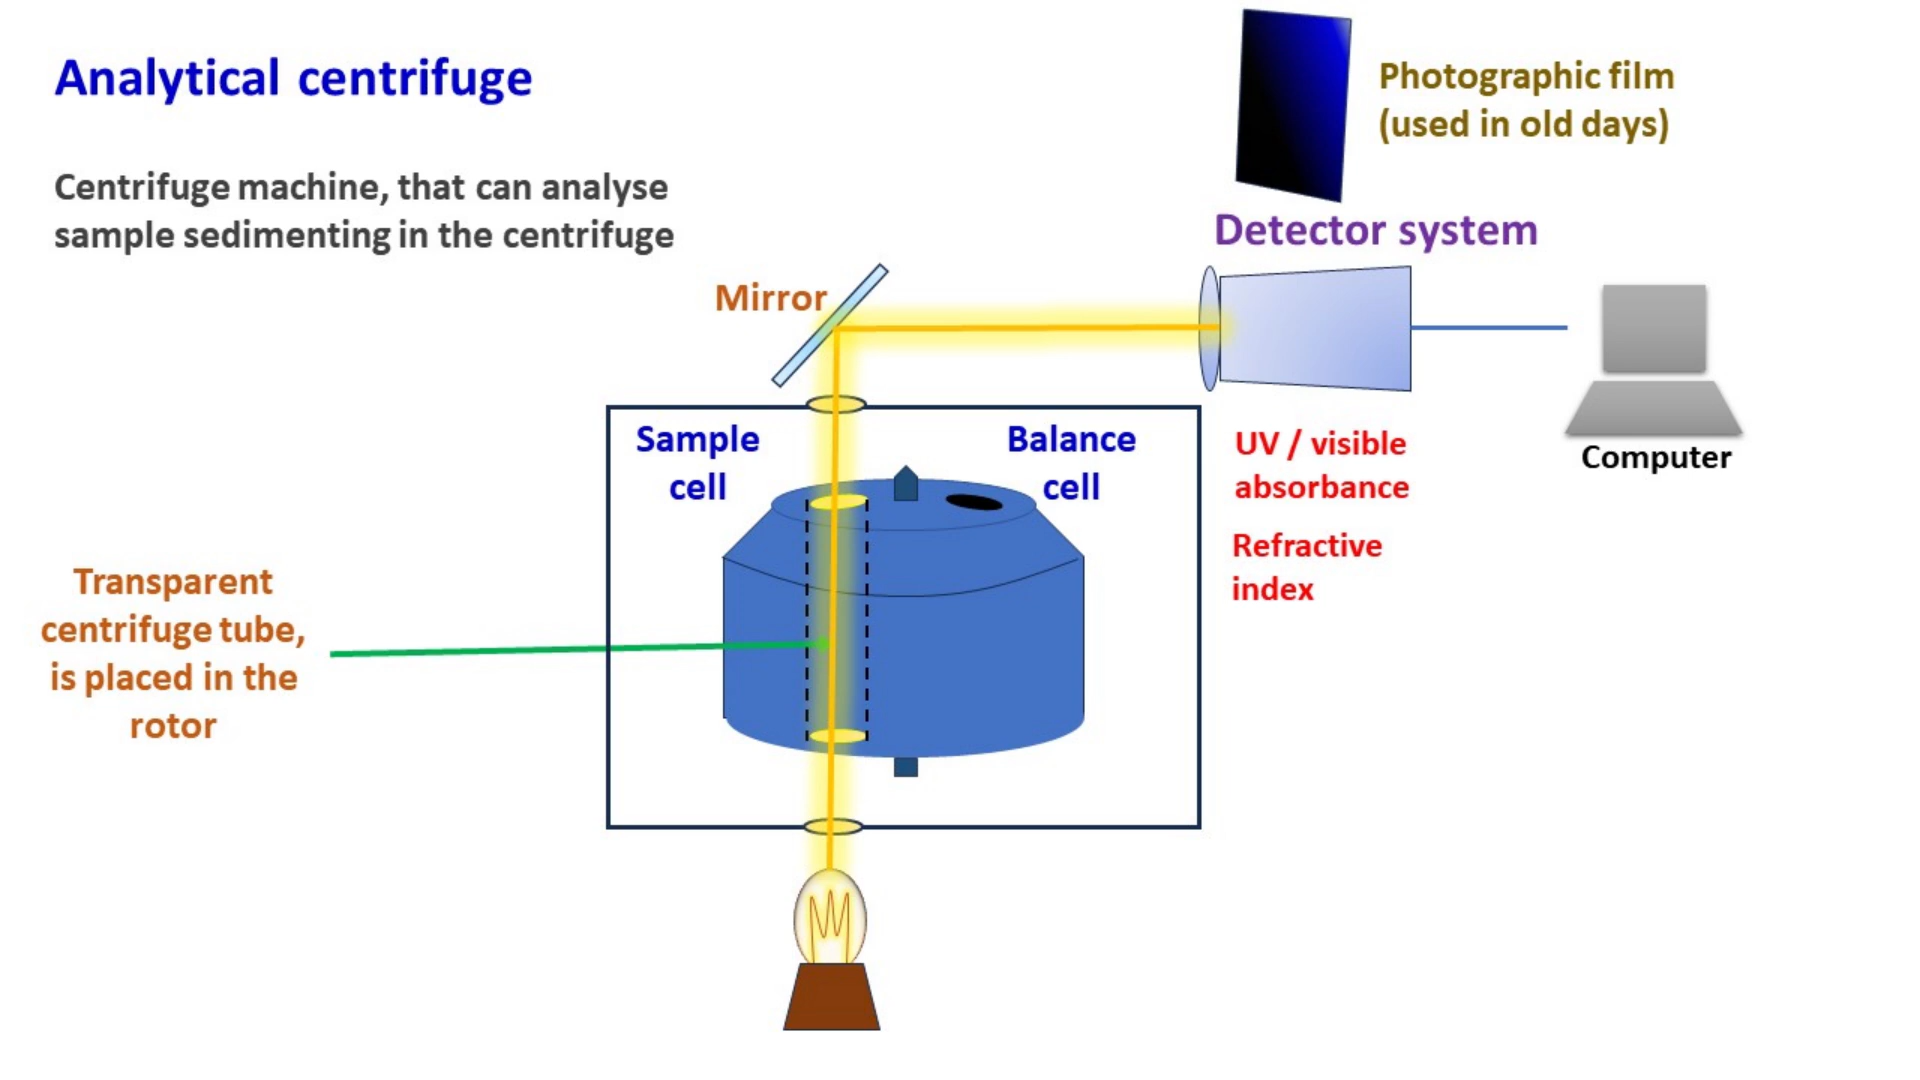 Analytical centrifuge
Centrifuge machine, that can analyse
sample sedimenting in the centrifuge
Photographic film
(used in old days)
Detector system
Mirror
Sample
cell
Balance
cell
UV / visible
absorbance
Refractive
index
Computer
Transparent
centrifuge tube,
is placed in the
rotor